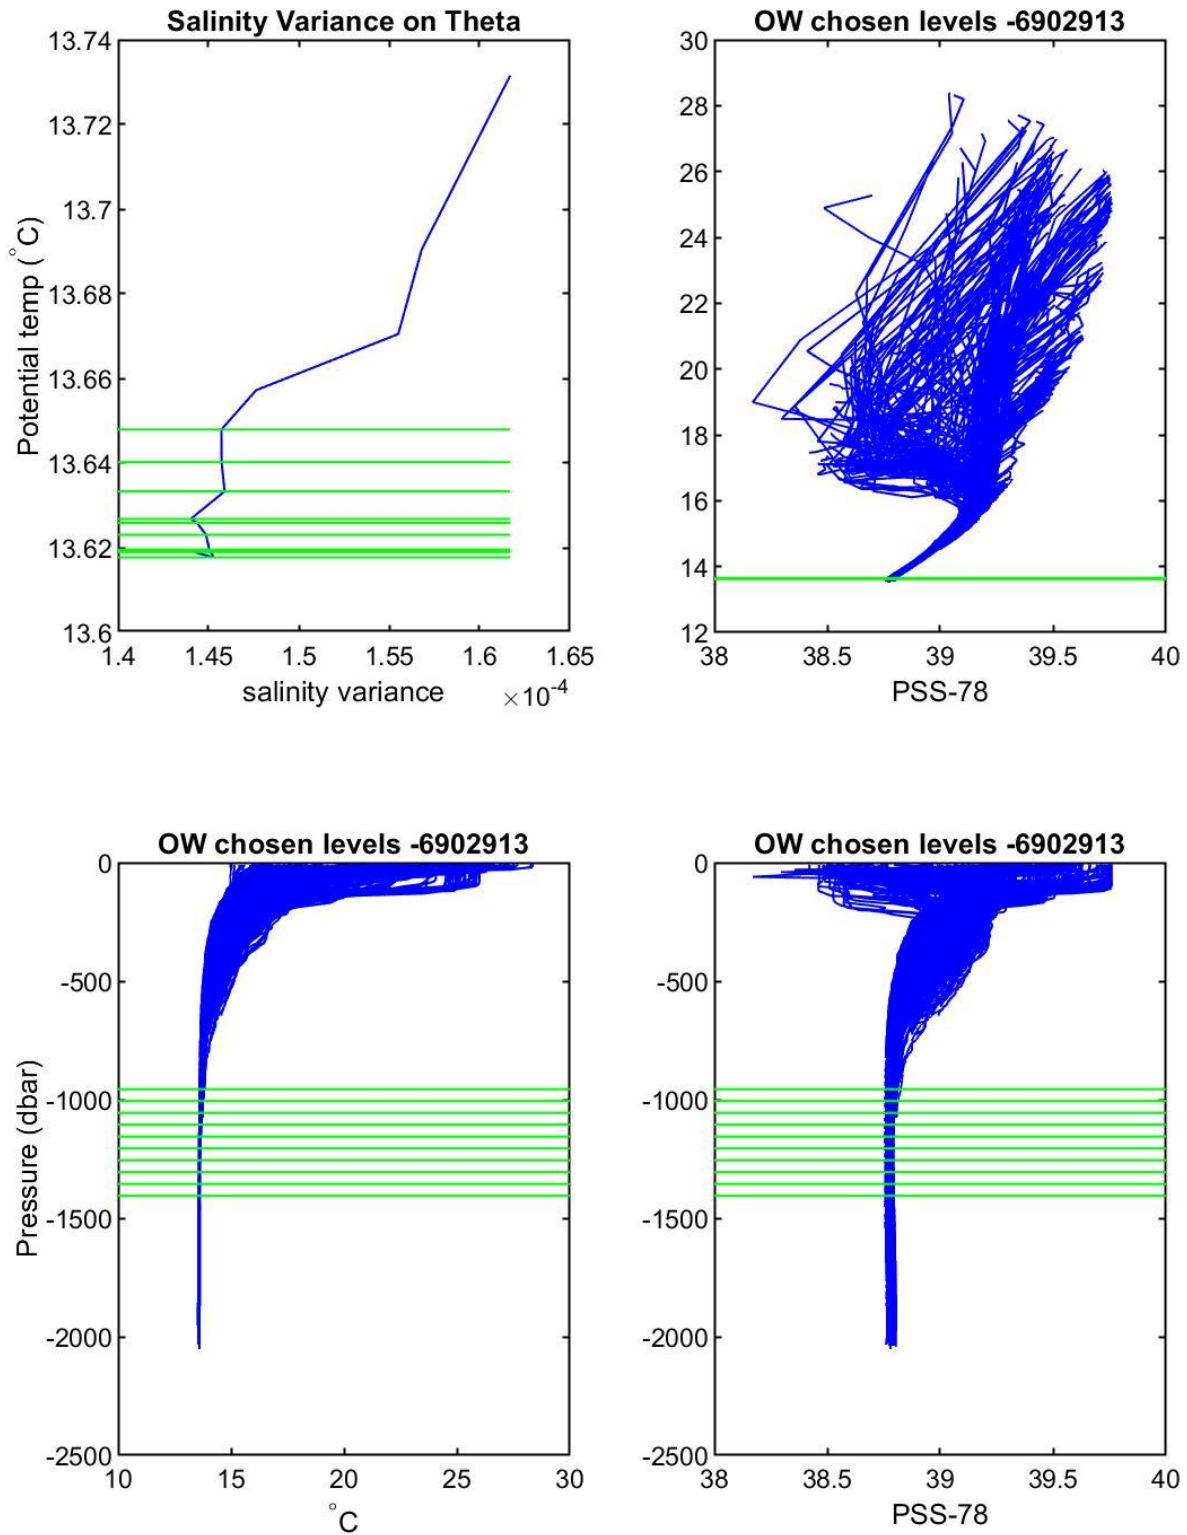 Salinity Variance on Theta
13.74
13.72
13.7
13.68
13.66
13.64
13.62
13.6
Potential temp (°C)
1.4 1.45 1.5 1.55 1.6 1.65
salinity variance ×10-4
OW chosen levels -6902913
30
28
26
24
22
20
18
16
14
12
38 38.5 39 39.5 40
PSS-78
OW chosen levels -6902913
0
-500
-1000
-1500
-2000
-2500
Pressure (dbar)
10 15 20 25 30
°C
OW chosen levels -6902913
0
-500
-1000
-1500
-2000
-2500
38 38.5 39 39.5 40
PSS-78